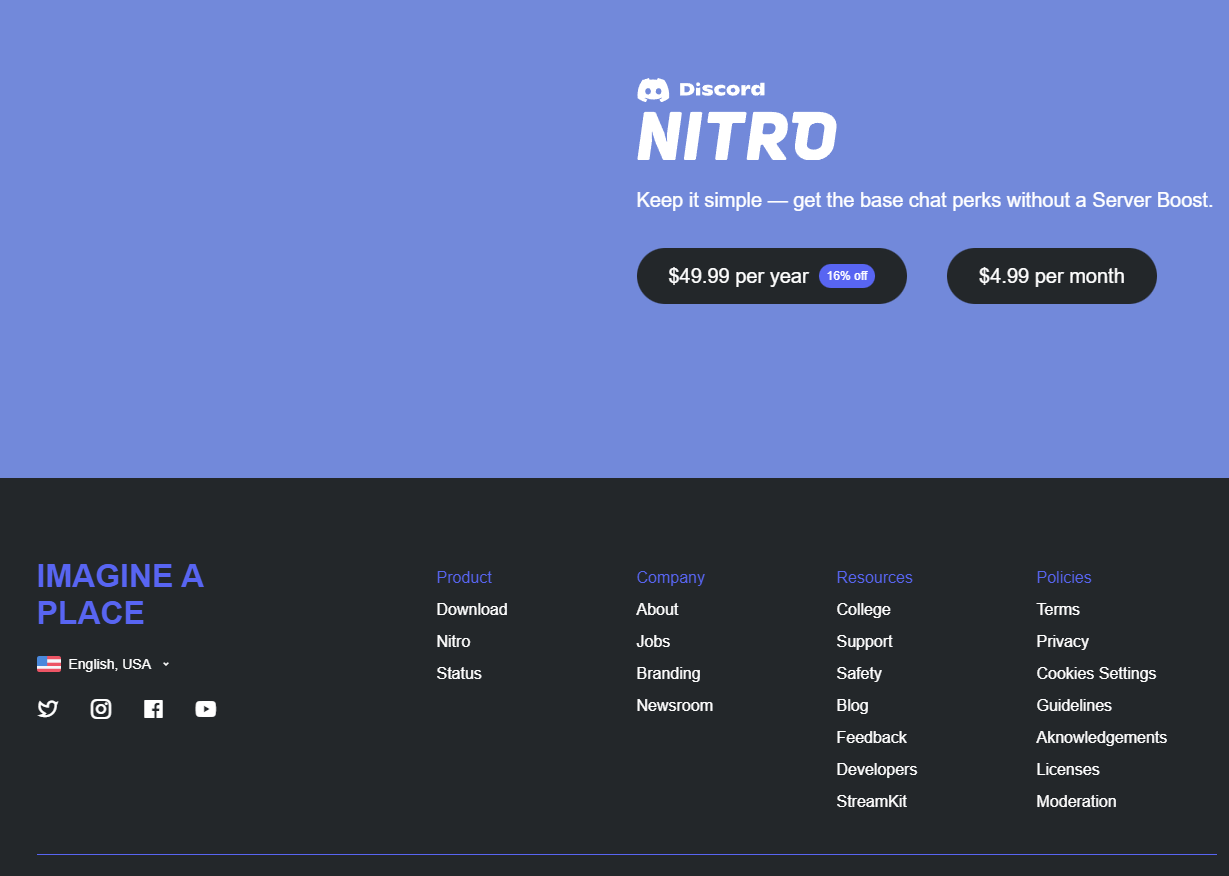 Discord
NITRO
Keep it simple — get the base chat perks without a Server Boost.
$49.99 per year 16% off
$4.99 per month
IMAGINE A
PLACE
English, USA
Product
Download
Nitro
Status
Company
About
Jobs
Branding
Newsroom
Resources
College
Support
Safety
Blog
Feedback
Developers
StreamKit
Policies
Terms
Privacy
Cookies Settings
Guidelines
Aknowledgements
Licenses
Moderation